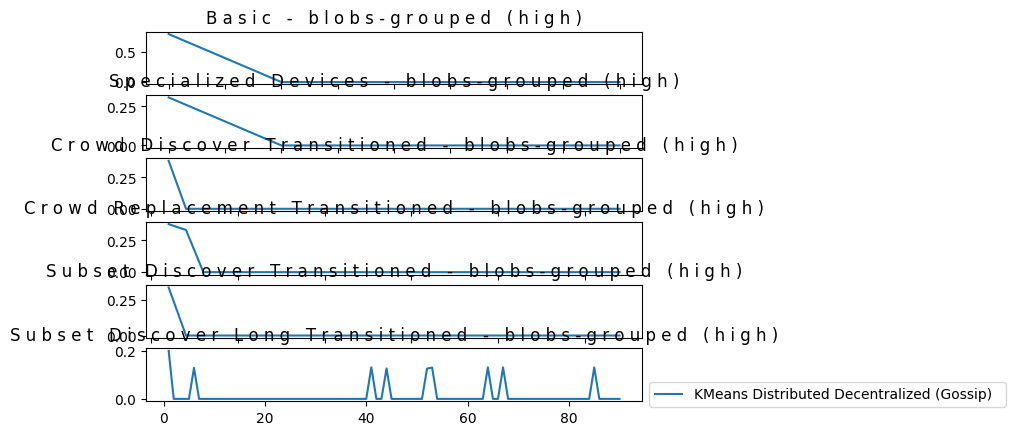 Basic - blobs-grouped (high)
0.5
0.0
Specialized Devices - blobs-grouped (high)
0.25
0.00
Crowd Discover Transitioned - blobs-grouped (high)
0.25
0.00
Crowd Replacement Transitioned - blobs-grouped (high)
0.25
0.00
Subset Discover Transitioned - blobs-grouped (high)
0.25
0.00
Subset Discover Long Transitioned - blobs-grouped (high)
0.2
0.0
0 20 40 60 80
KMeans Distributed Decentralized (Gossip)